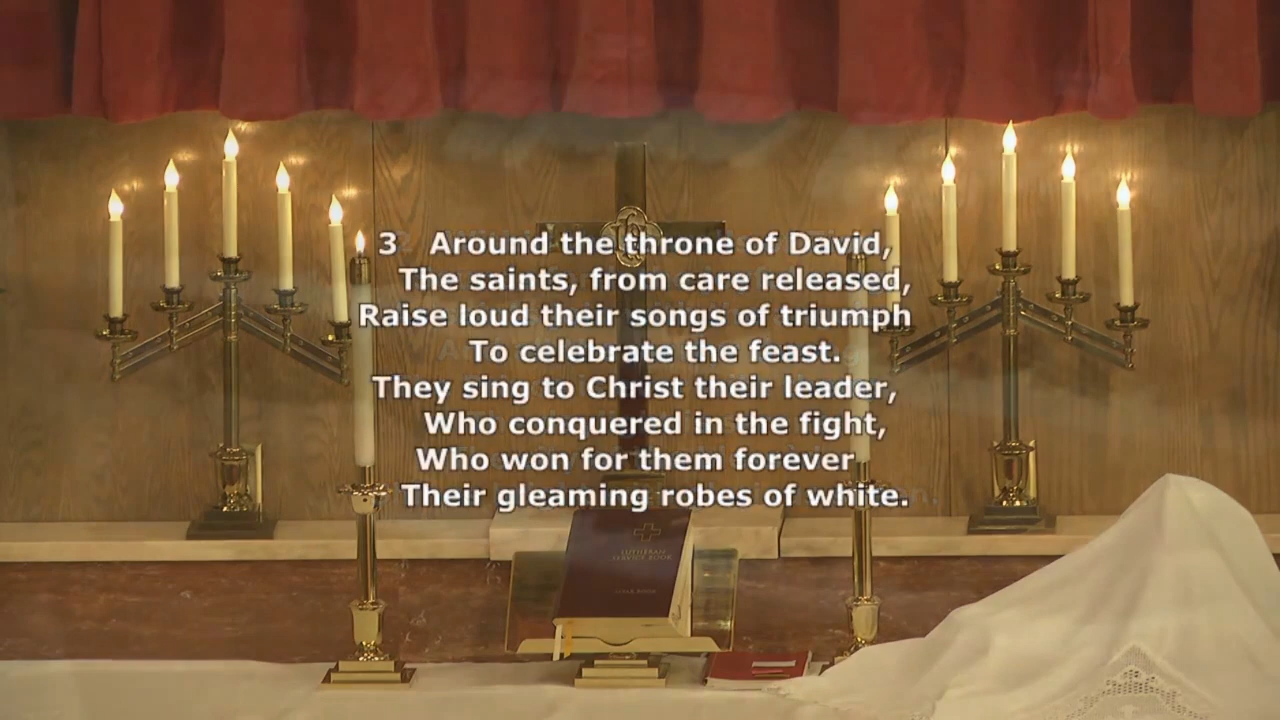 3 Around the throne of David,
The saints, from care released,
Raise loud their songs of triumph
To celebrate the feast.
They sing to Christ their leader,
Who conquered in the fight,
Who won for them forever
Their gleaming robes of white.
LUTHERAN
SERVICE BOOK